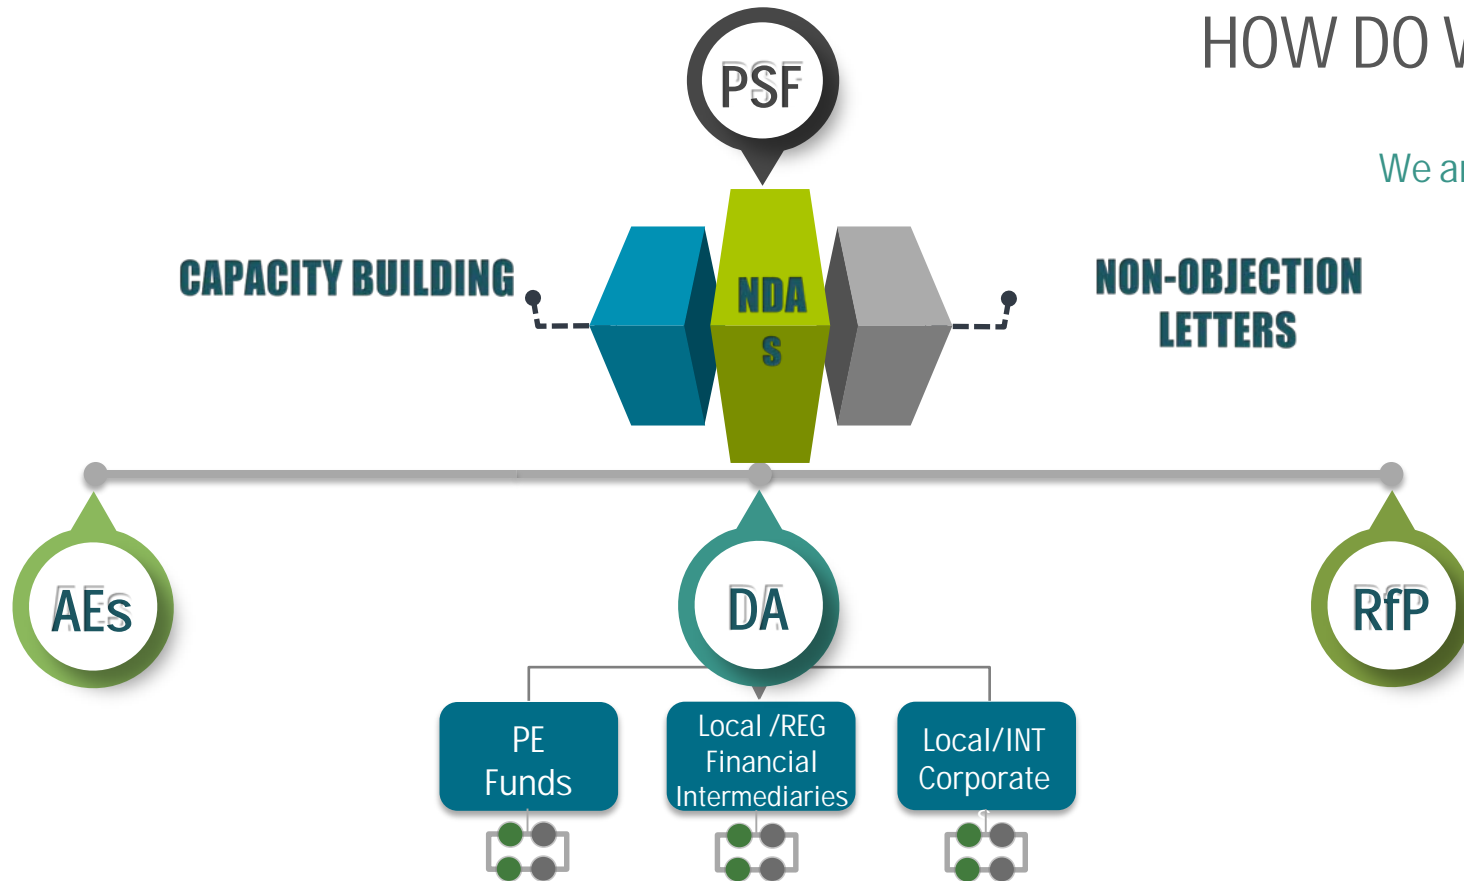 HOW DO
PSF
We
CAPACITY BUILDING
NDA
S
NON-OBJECTION
LETTERS
AEs
DA
RfP
PE
Funds
Local /REG
Financial
Intermediaries
Local/INT
Corporate